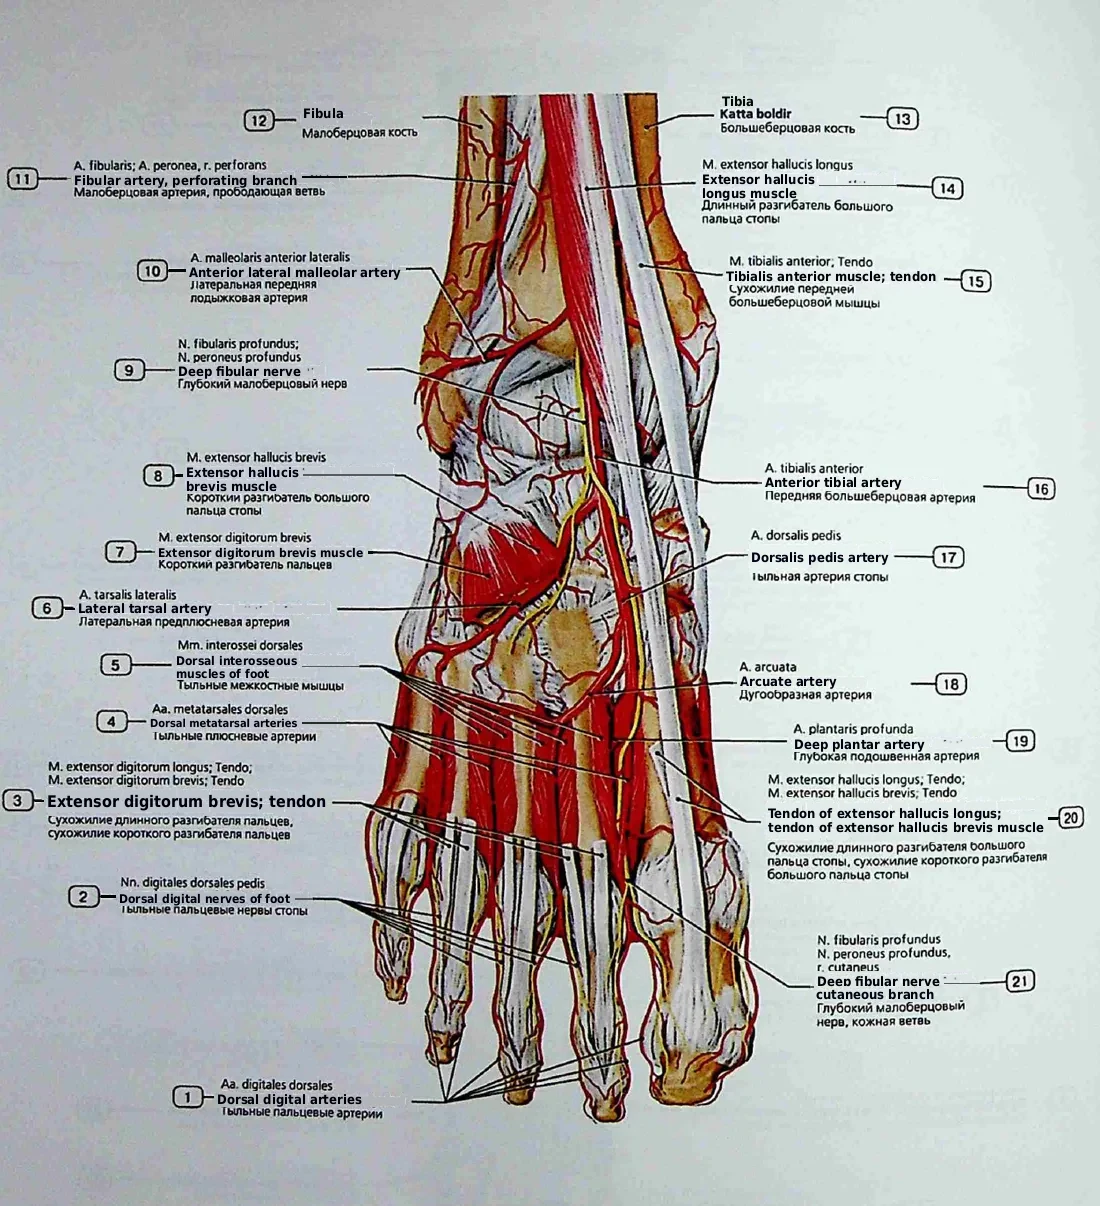 12
Fibula
Малоберцовая кость
Tibia
Katta boldir
Большеберцовая кость
13
11
A. fibularis; A. peronea, r. perforans
Fibular artery, perforating branch
Малоберцовая артерия, прободающая ветвь
M. extensor hallucis longus
Extensor hallucis
longus muscle
Длинный разгибатель большого
пальца стопы
14
10
A. malleolaris anterior lateralis
Anterior lateral malleolar artery
Латеральная передняя
лодыжковая артерия
M. tibialis anterior; Tendo
Tibialis anterior muscle; tendon
Сухожилие передней
большеберцовой мышцы
15
9
N. fibularis profundus;
N. peroneus profundus
Deep fibular nerve
Глубокий малоберцовый нерв
8
M. extensor hallucis brevis
Extensor hallucis
brevis muscle
Короткий разгибатель большого
пальца стопы
A. tibialis anterior
Anterior tibial artery
Передняя большеберцовая артерия
16
7
M. extensor digitorum brevis
Extensor digitorum brevis muscle
Короткий разгибатель пальцев
A. dorsalis pedis
Dorsalis pedis artery
Тыльная артерия стопы
17
6
A. tarsalis lateralis
Lateral tarsal artery
Латеральная предплюсневая артерия
5
Mm. interossei dorsales
Dorsal interosseous
muscles of foot
Тыльные межкостные мышцы
A. arcuata
Arcuate artery
Дугообразная артерия
18
4
Aa. metatarsales dorsales
Dorsal metatarsal arteries
Тыльные плюсневые артерии
A. plantaris profunda
Deep plantar artery
Глубокая подошвенная артерия
19
3
M. extensor digitorum longus; Tendo;
M. extensor digitorum brevis; Tendo
Extensor digitorum brevis; tendon
Сухожилие длинного разгибателя пальцев,
сухожилие короткого разгибателя пальцев
M. extensor hallucis longus; Tendo;
M. extensor hallucis brevis; Tendo
Tendon of extensor hallucis longus;
tendon of extensor hallucis brevis muscle
Сухожилие длинного разгибателя большого
пальца стопы, сухожилие короткого разгибателя
большого пальца стопы
20
2
Nn. digitales dorsales pedis
Dorsal digital nerves of foot
Тыльные пальцевые нервы стопы
N. fibularis profundus
N. peroneus profundus,
r. cutaneus
Deep fibular nerve
cutaneous branch
Глубокий малоберцовый
нерв, кожная ветвь
21
1
Aa. digitales dorsales
Dorsal digital arteries
Тыльные пальцевые артерии